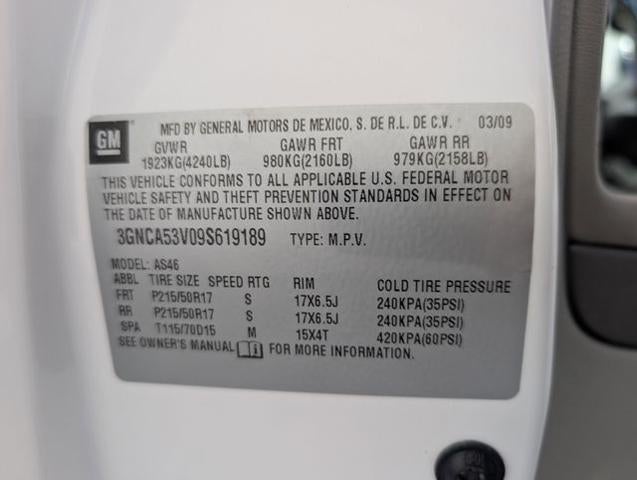 GM
MFD BY GENERAL MOTORS DE MEXICO, S. DE R.L. DE C.V. 03/09
GVWR GAWR FRT GAWR RR
1923KG(4240LB) 980KG(2160LB) 979KG(2158LB)
THIS VEHICLE CONFORMS TO ALL APPLICABLE U.S. FEDERAL MOTOR
VEHICLE SAFETY AND THEFT PREVENTION STANDARDS IN EFFECT ON
THE DATE OF MANUFACTURE SHOWN ABOVE.
3GNCA53V09S619189 TYPE: M.P.V.
MODEL: AS46
ABBL TIRE SIZE SPEED RTG RIM COLD TIRE PRESSURE
FRT P215/50R17 S 17X6.5J 240KPA(35PSI)
RR P215/50R17 S 17X6.5J 240KPA(35PSI)
SPA T115/70D15 M 15X4T 420KPA(60PSI)
SEE OWNER'S MANUAL FOR MORE INFORMATION.